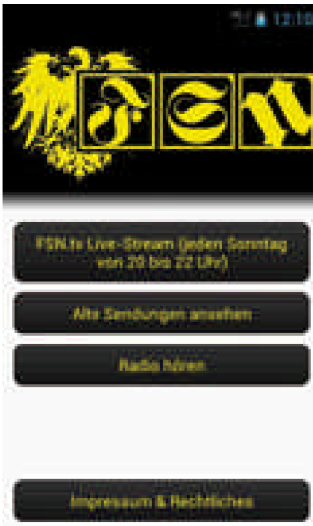 12:10
FSN
FSN.tv Live-Stream (jeden Sonntag
von 20 bis 22 Uhr)
Alte Sendungen ansehen
Radio hören
Impressum & Rechtliches